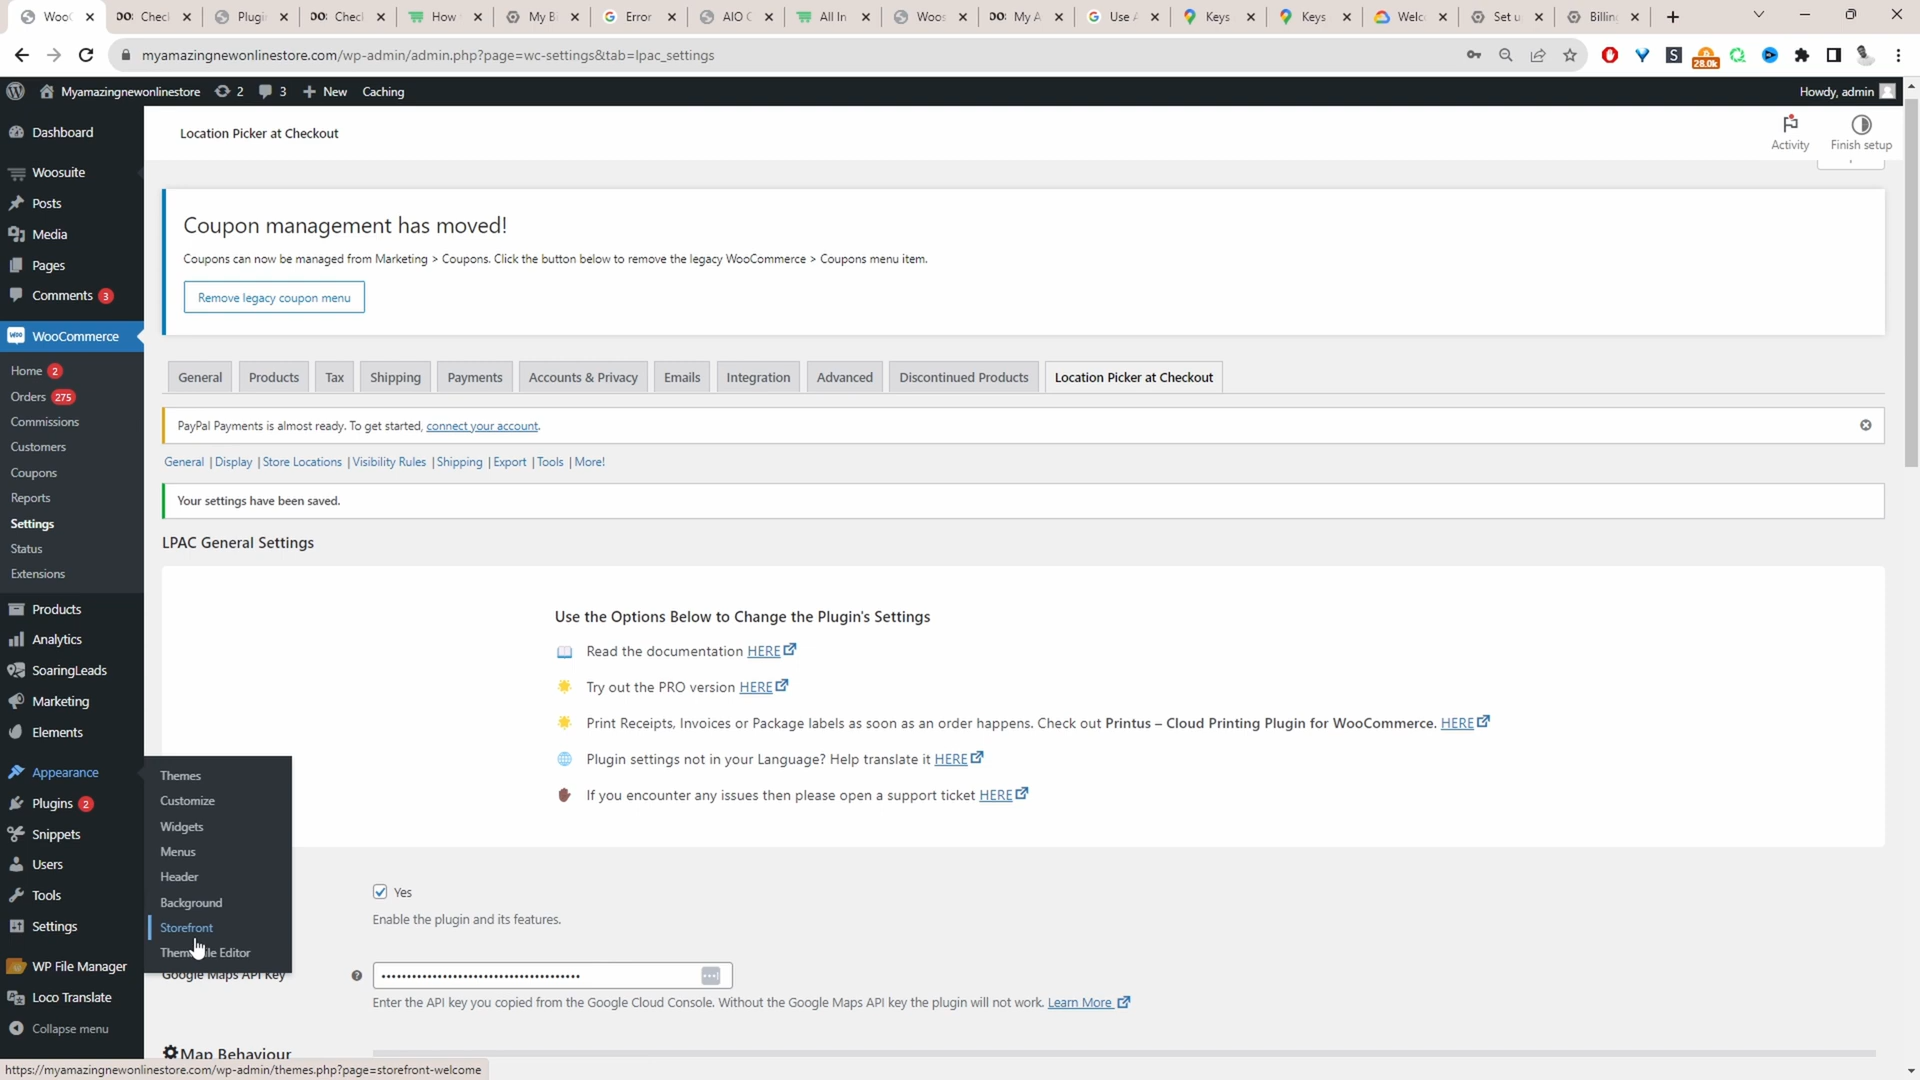 WooC
Chec
Plugi
Chec
How
My B
Error
AIO C
All In
Woos
My A
Use A
Keys
Keys
Welc
Set u
Billin
myamazingnewonlinestore.com/wp-admin/admin.php?page=wc-settings&tab=lpac_settings
28.0k
Myamazingnewonlinestore
2
3
New
Caching
Howdy, admin
Dashboard
Woosuite
Posts
Media
Pages
Comments 3
WooCommerce
Home 2
Orders 275
Commissions
Customers
Coupons
Reports
Settings
Status
Extensions
Products
Analytics
SoaringLeads
Marketing
Elements
Appearance
Plugins 2
Snippets
Users
Tools
Settings
WP File Manager
Loco Translate
Collapse menu
Themes
Customize
Widgets
Menus
Header
Background
Storefront
Location Picker at Checkout
Activity
Finish setup
Coupon management has moved!
Coupons can now be managed from Marketing > Coupons. Click the button below to remove the legacy WooCommerce > Coupons menu item.
Remove legacy coupon menu
General
Products
Tax
Shipping
Payments
Accounts & Privacy
Emails
Integration
Advanced
Discontinued Products
Location Picker at Checkout
PayPal Payments is almost ready. To get started, connect your account.
General | Display | Store Locations | Visibility Rules | Shipping | Export | Tools | More!
Your settings have been saved.
LPAC General Settings
Use the Options Below to Change the Plugin's Settings
Read the documentation HERE
Try out the PRO version HERE
Print Receipts, Invoices or Package labels as soon as an order happens. Check out Printus – Cloud Printing Plugin for WooCommerce. HERE
Plugin settings not in your Language? Help translate it HERE
If you encounter any issues then please open a support ticket HERE
Yes
Enable the plugin and its features.
Google Maps API Key
Enter the API key you copied from the Google Cloud Console. Without the Google Maps API key the plugin will not work. Learn More
Map Behaviour
https://myamazingnewonlinestore.com/wp-admin/themes.php?page=storefront-welcome